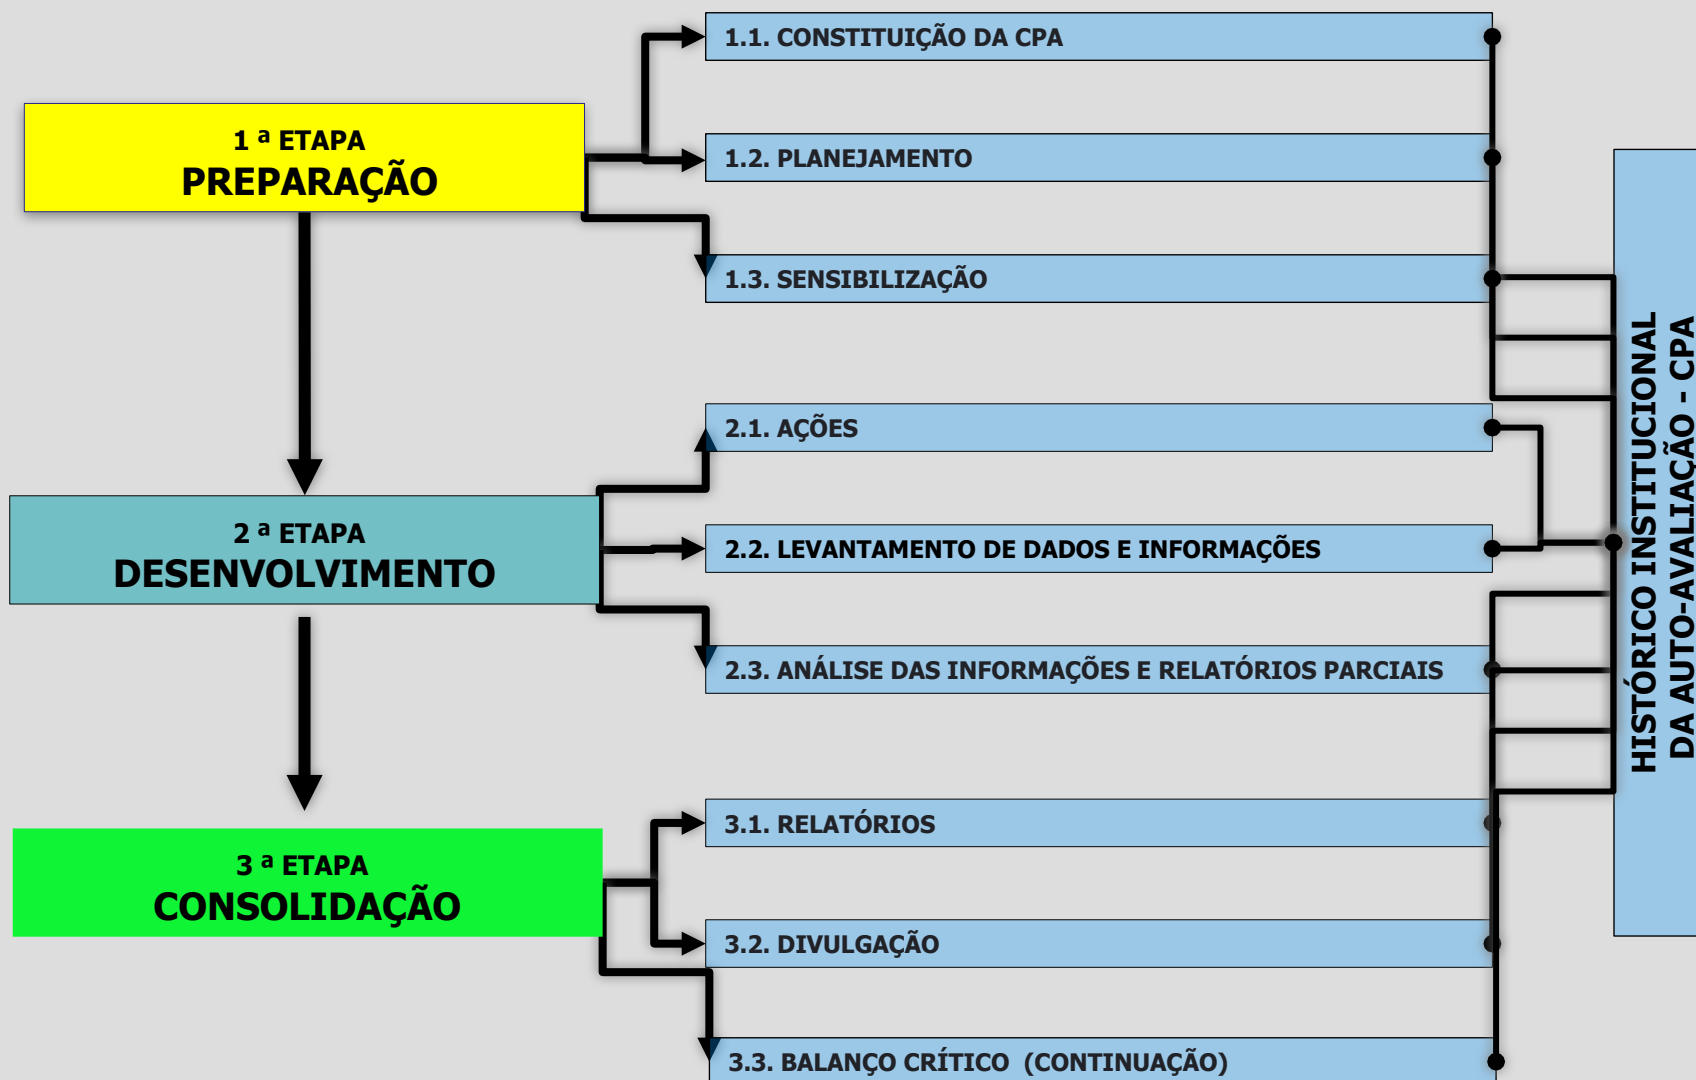 1 ª ETAPA
PREPARAÇÃO
1.1. CONSTITUIÇÃO DA CPA
1.2. PLANEJAMENTO
1.3. SENSIBILIZAÇÃO
2 ª ETAPA
DESENVOLVIMENTO
2.1. AÇÕES
2.2. LEVANTAMENTO DE DADOS E INFORMAÇÕES
2.3. ANÁLISE DAS INFORMAÇÕES E RELATÓRIOS PARCIAIS
3 ª ETAPA
CONSOLIDAÇÃO
3.1. RELATÓRIOS
3.2. DIVULGAÇÃO
3.3. BALANÇO CRÍTICO  (CONTINUAÇÃO)
HISTÓRICO INSTITUCIONAL
DA AUTO-AVALIAÇÃO - CPA